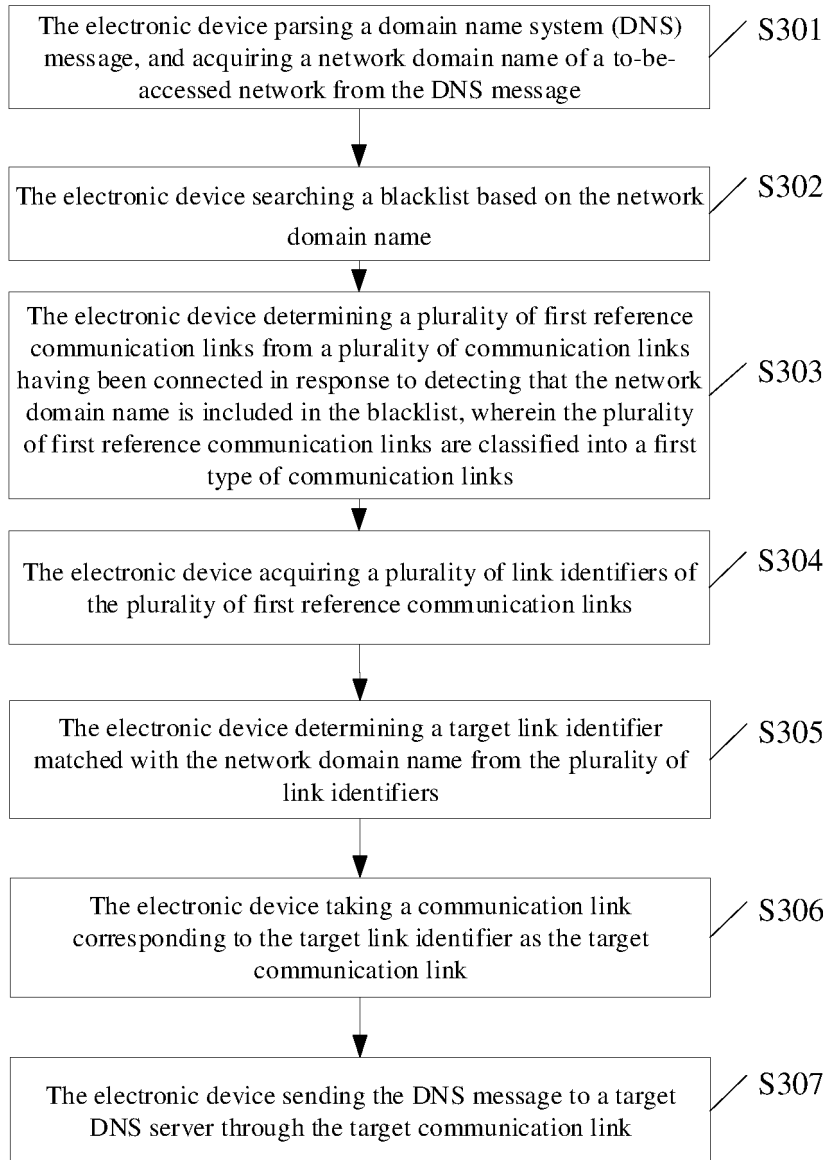 The electronic device parsing a domain name system (DNS)
message, and acquiring a network domain name of a to-be-
accessed network from the DNS message
S301
The electronic device searching a blacklist based on the network
domain name
S302
The electronic device determining a plurality of first reference
communication links from a plurality of communication links
having been connected in response to detecting that the network
domain name is included in the blacklist, wherein the plurality
of first reference communication links are classified into a first
type of communication links
S303
The electronic device acquiring a plurality of link identifiers of
the plurality of first reference communication links
S304
The electronic device determining a target link identifier
matched with the network domain name from the plurality of
link identifiers
S305
The electronic device taking a communication link
corresponding to the target link identifier as the target
communication link
S306
The electronic device sending the DNS message to a target
DNS server through the target communication link
S307